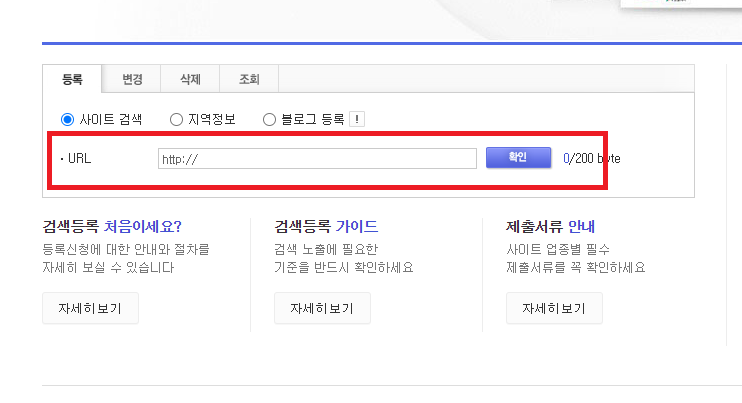 등록 변경 삭제 조회
사이트 검색 지역정보 블로그 등록 !
· URL http:// 확인 0/200 byte
검색등록 처음이세요? 검색등록 가이드 제출서류 안내
등록신청에 대한 안내와 절차를 검색 노출에 필요한 사이트 업종별 필수
자세히 보실 수 있습니다 기준을 반드시 확인하세요 제출서류를 꼭 확인하세요
자세히보기 자세히보기 자세히보기